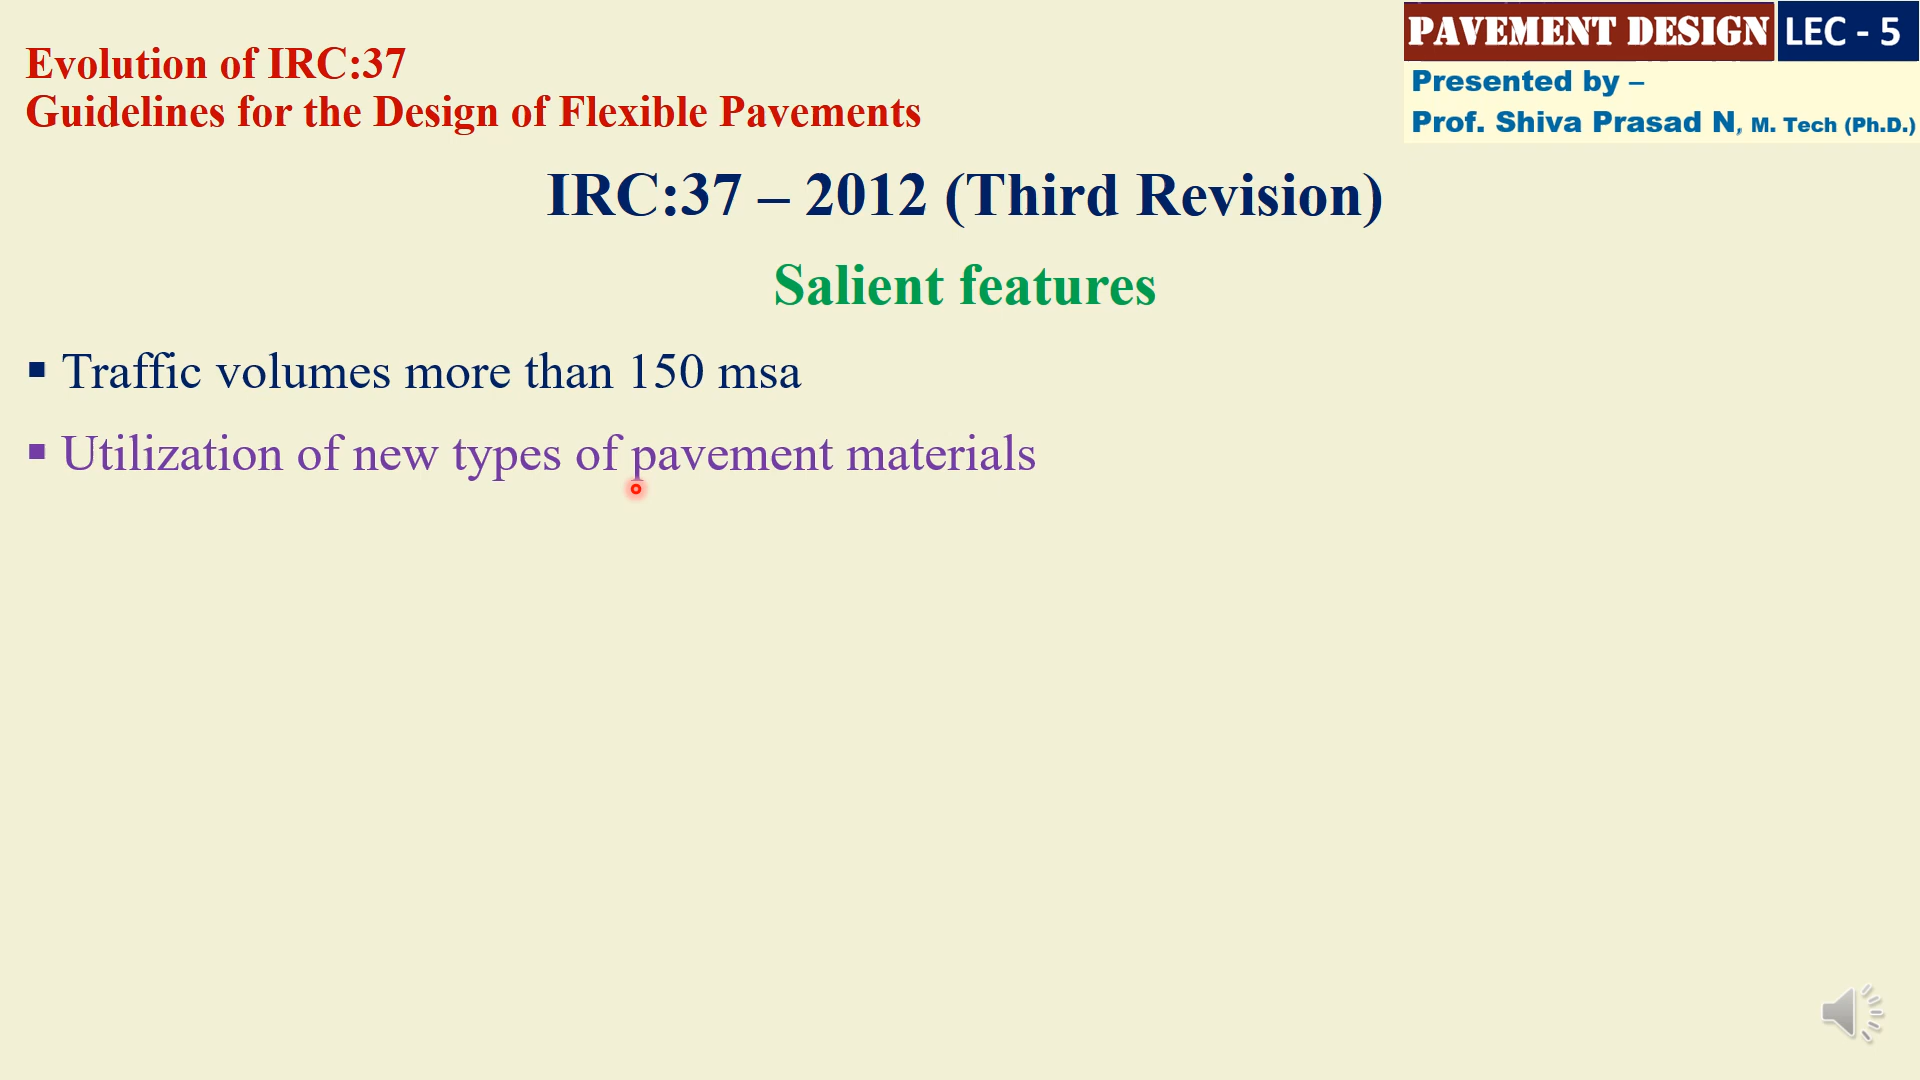 Evolution of IRC:37
Guidelines for the Design of Flexible Pavements
PAVEMENT DESIGN LEC - 5
Presented by –
Prof. Shiva Prasad N, M. Tech (Ph.D.)
IRC:37 – 2012 (Third Revision)
Salient features
▪ Traffic volumes more than 150 msa
▪ Utilization of new types of pavement materials